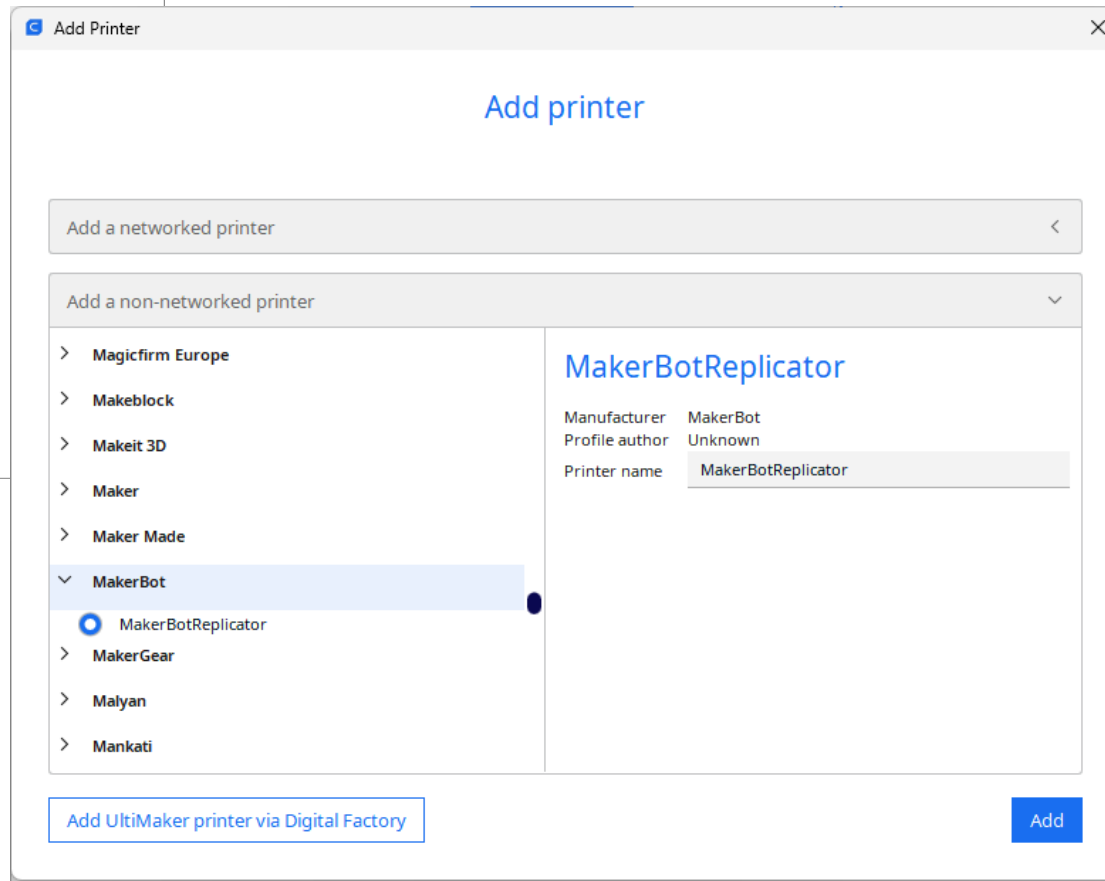 Add Printer
Add printer
Add a networked printer
Add a non-networked printer
Magicfirm Europe
Makeblock
Makeit 3D
Maker
Maker Made
MakerBot
MakerBotReplicator
MakerGear
Malyan
Mankati
MakerBotReplicator
Manufacturer MakerBot
Profile author Unknown
Printer name MakerBotReplicator
Add UltiMaker printer via Digital Factory
Add